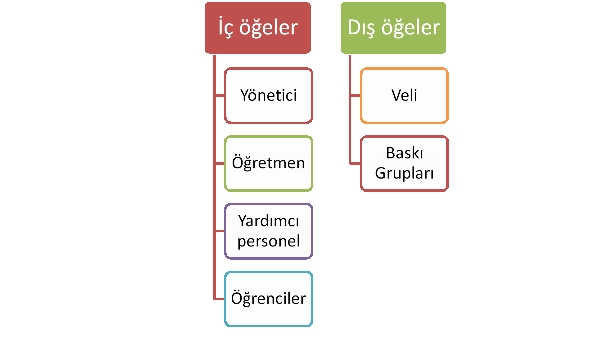 İç öğeler
Yönetici
Öğretmen
Yardımcı
personel
Öğrenciler
Dış öğeler
Veli
Baskı
Grupları